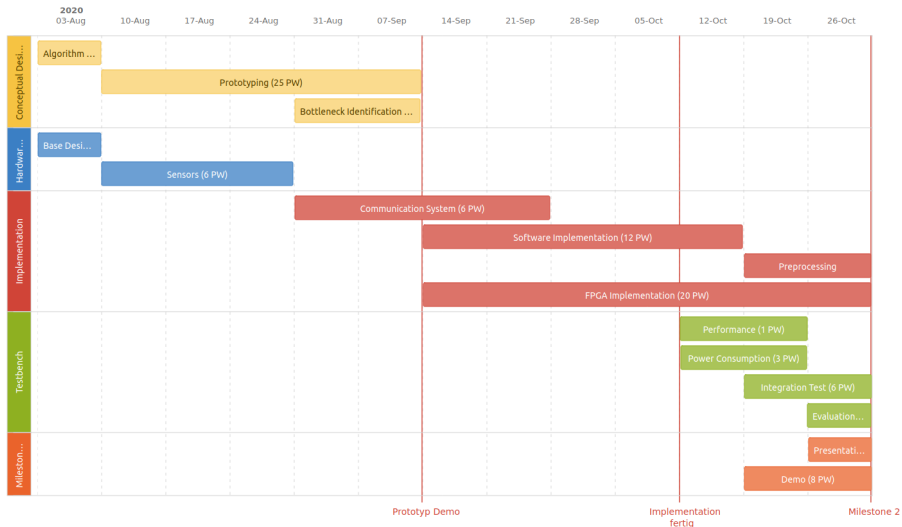 2020
03-Aug 10-Aug 17-Aug 24-Aug 31-Aug 07-Sep 14-Sep 21-Sep 28-Sep 05-Oct 12-Oct 19-Oct 26-Oct
Conceptual Desi...
Algorithm ...
Prototyping (25 PW)
Bottleneck Identification ...
Hardwar...
Base Desi...
Sensors (6 PW)
Implementation
Communication System (6 PW)
Software Implementation (12 PW)
Preprocessing
FPGA Implementation (20 PW)
Testbench
Performance (1 PW)
Power Consumption (3 PW)
Integration Test (6 PW)
Evaluation...
Mileston...
Presentati...
Demo (8 PW)
Prototyp Demo
Implementation
fertig
Milestone 2